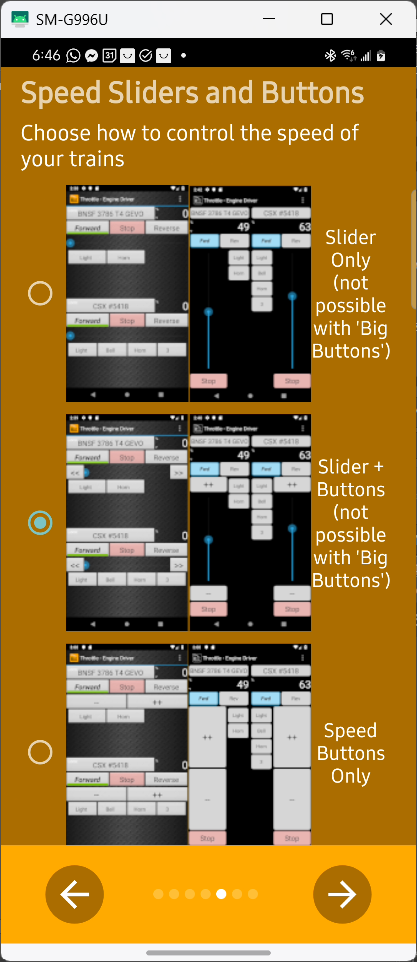 SM-G996U
6:46
31
Speed Sliders and Buttons
Choose how to control the speed of
your trains
Throttle - Engine Driver
BNSF 3786 T4 GEVO 0
Forward Stop Reverse
Light Horn
CSX #5418 0
Forward Stop Reverse
Light Bell Horn 3
Throttle - Engine Driver
BNSF 3786 T4 GEVO CSX #5418
49 63
Fwd Rev Fwd Rev
Light Light
Horn Bell
Horn
3
Stop Stop
Slider
Only
(not
possible
with 'Big
Buttons')
Throttle - Engine Driver
BNSF 3786 T4 GEVO 0
Forward Stop Reverse
<< >>
Light Horn
CSX #5418 0
Forward Stop Reverse
<< >>
Light Bell Horn 3
Throttle - Engine Driver
BNSF 3786 T4 GEVO CSX #5418
49 63
Fwd Rev Fwd Rev
++ Light Light ++
Horn Bell
Horn
3
-- --
Stop Stop
Slider +
Buttons
(not
possible
with 'Big
Buttons')
Throttle - Engine Driver
BNSF 3786 T4 GEVO 0
Forward Stop Reverse
-- ++
Light Horn
CSX #5418 0
Forward Stop Reverse
-- ++
Light Bell Horn 3
Throttle - Engine Driver
BNSF 3786 T4 GEVO CSX #5418
49 63
Fwd Rev Fwd Rev
++ Light Light ++
Horn Bell
Horn
3
-- --
Stop Stop
Speed
Buttons
Only